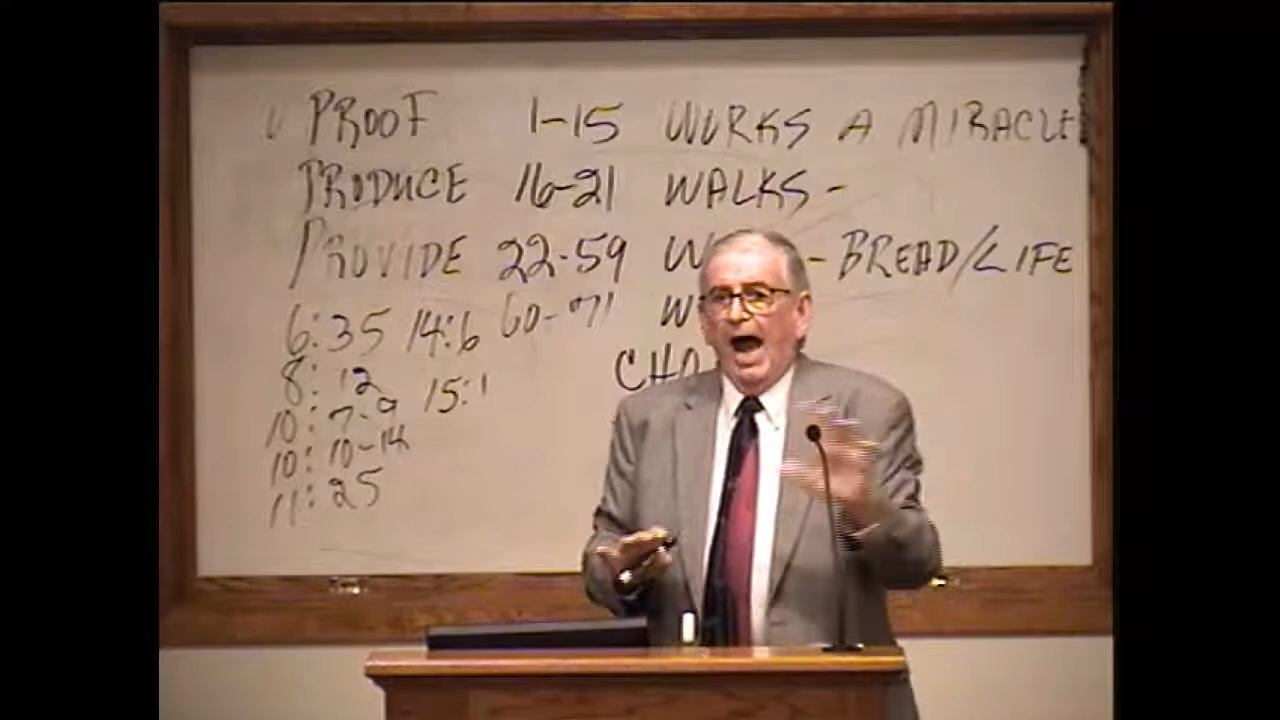 PROOF 1-15 WORKS A MIRACLE
PRODUCE 16-21 WALKS -
PROVIDE 22-59 W - BREAD/LIFE
6:35 14:6 60-71 W
8:12 CHO
15:1
10:7-9
10:10-14
11:25